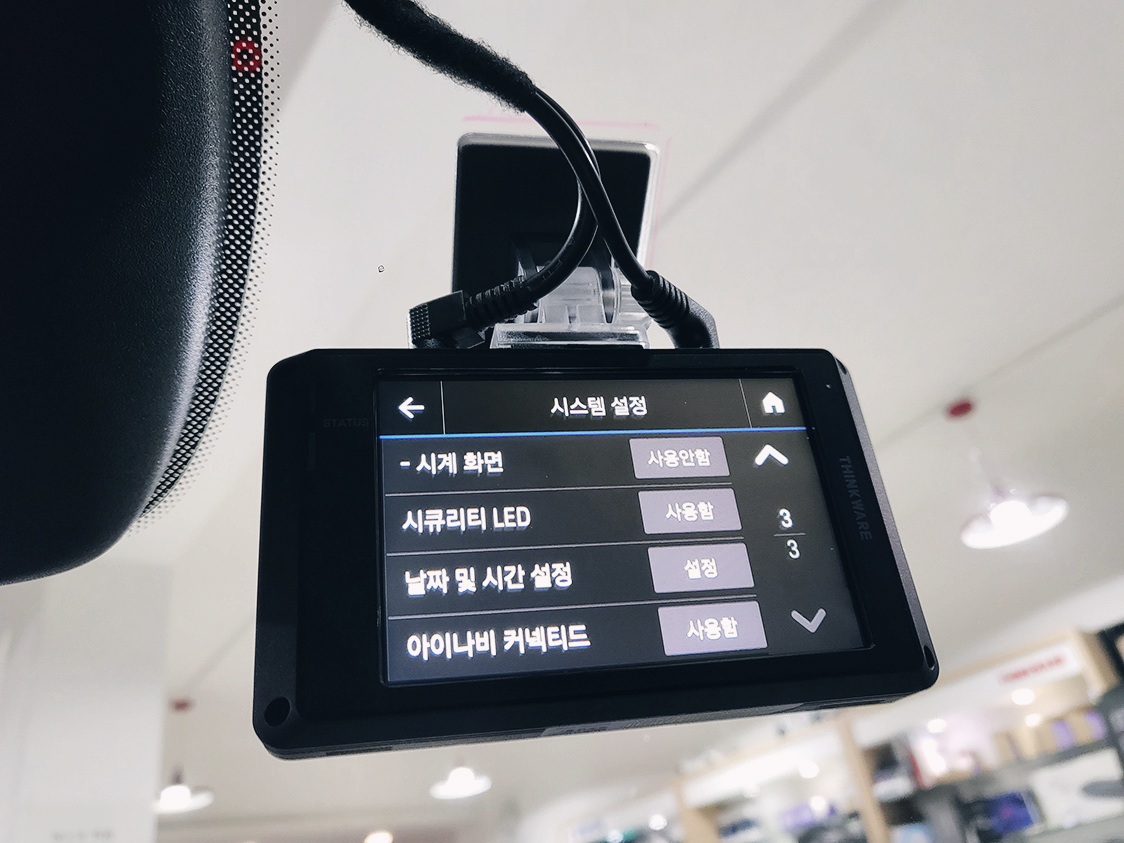 시스템 설정
- 시계 화면 사용안함
시큐리티 LED 사용함
날짜 및 시간 설정 설정
아이나비 커넥티드 사용함
3
3
STATUS
THINKWARE